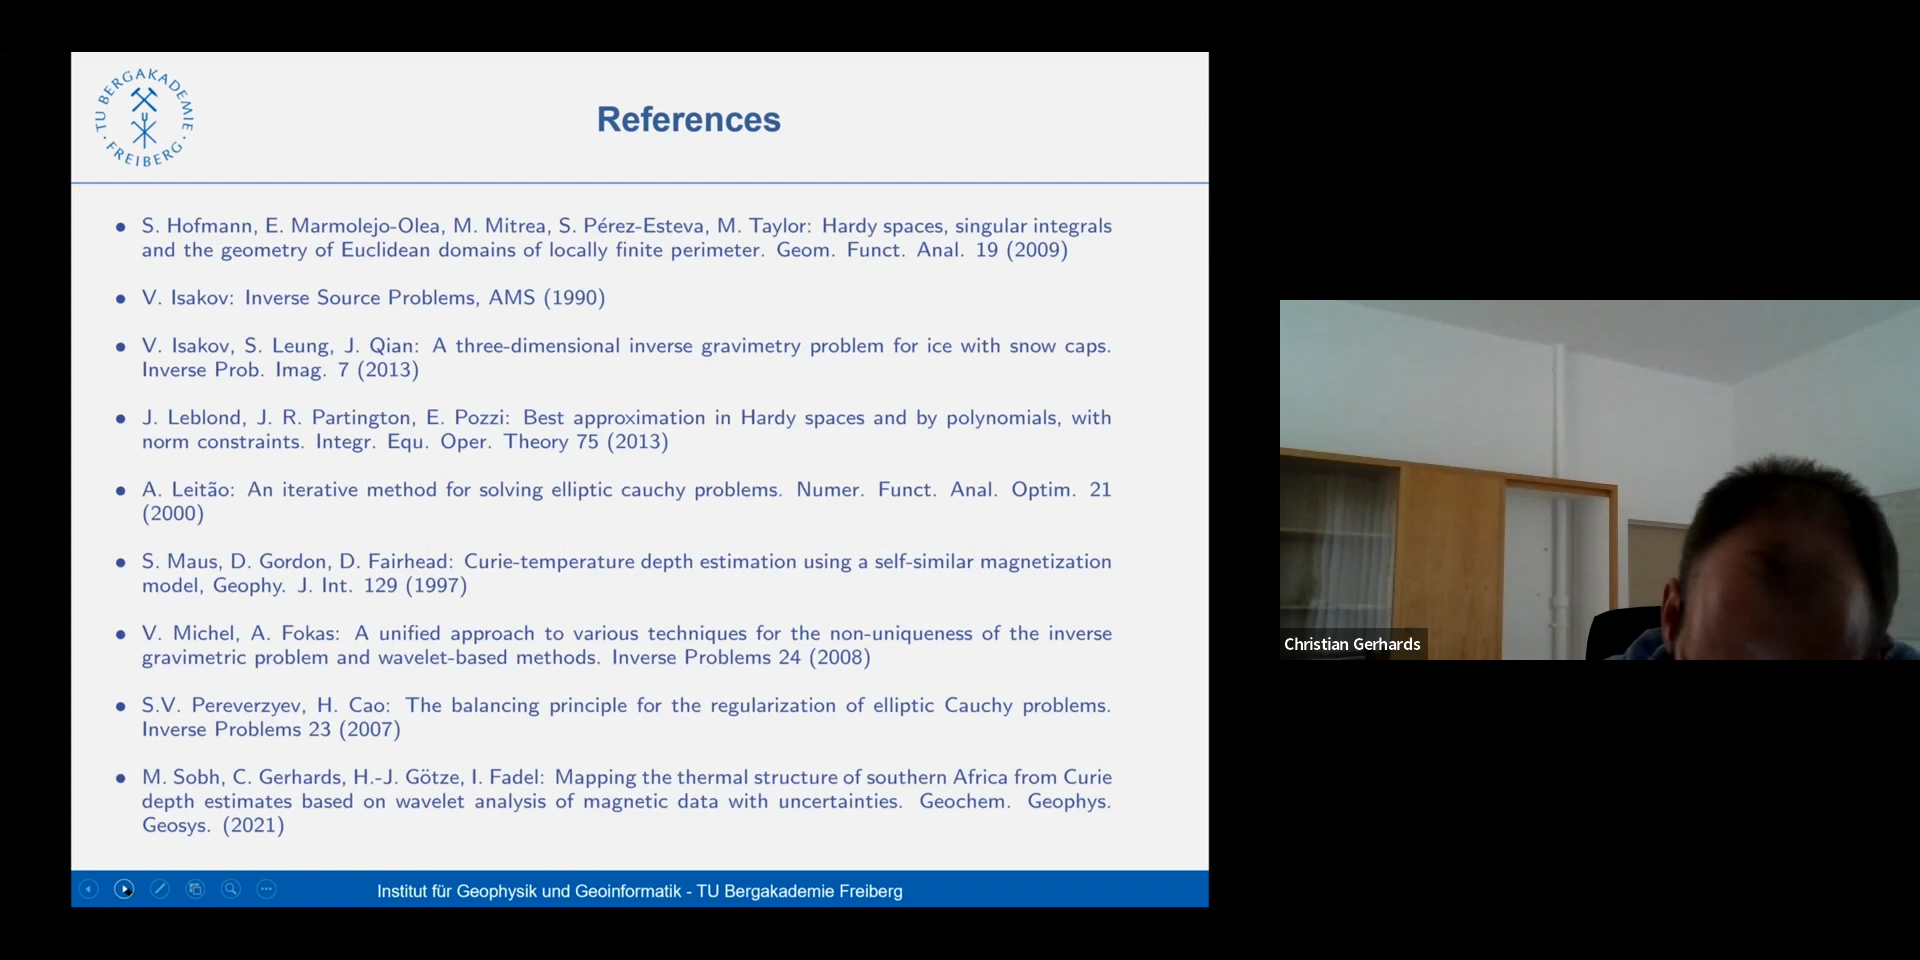 TU BERGAKADEMIE
FREIBERG
References
• S. Hofmann, E. Marmolejo-Olea, M. Mitrea, S. Pérez-Esteva, M. Taylor: Hardy spaces, singular integrals
and the geometry of Euclidean domains of locally finite perimeter. Geom. Funct. Anal. 19 (2009)
• V. Isakov: Inverse Source Problems, AMS (1990)
• V. Isakov, S. Leung, J. Qian: A three-dimensional inverse gravimetry problem for ice with snow caps.
Inverse Prob. Imag. 7 (2013)
• J. Leblond, J. R. Partington, E. Pozzi: Best approximation in Hardy spaces and by polynomials, with
norm constraints. Integr. Equ. Oper. Theory 75 (2013)
• A. Leitão: An iterative method for solving elliptic cauchy problems. Numer. Funct. Anal. Optim. 21
(2000)
• S. Maus, D. Gordon, D. Fairhead: Curie-temperature depth estimation using a self-similar magnetization
model, Geophy. J. Int. 129 (1997)
• V. Michel, A. Fokas: A unified approach to various techniques for the non-uniqueness of the inverse
gravimetric problem and wavelet-based methods. Inverse Problems 24 (2008)
• S.V. Pereverzyev, H. Cao: The balancing principle for the regularization of elliptic Cauchy problems.
Inverse Problems 23 (2007)
• M. Sobh, C. Gerhards, H.-J. Götze, I. Fadel: Mapping the thermal structure of southern Africa from Curie
depth estimates based on wavelet analysis of magnetic data with uncertainties. Geochem. Geophys.
Geosys. (2021)
Institut für Geophysik und Geoinformatik - TU Bergakademie Freiberg
Christian Gerhards